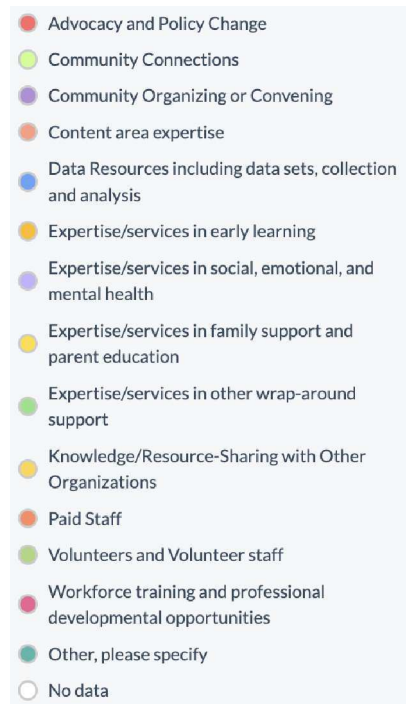 Advocacy and Policy Change
Community Connections
Community Organizing or Convening
Content area expertise
Data Resources including data sets, collection
and analysis
Expertise/services in early learning
Expertise/services in social, emotional, and
mental health
Expertise/services in family support and
parent education
Expertise/services in other wrap-around
support
Knowledge/Resource-Sharing with Other
Organizations
Paid Staff
Volunteers and Volunteer staff
Workforce training and professional
developmental opportunities
Other, please specify
No data